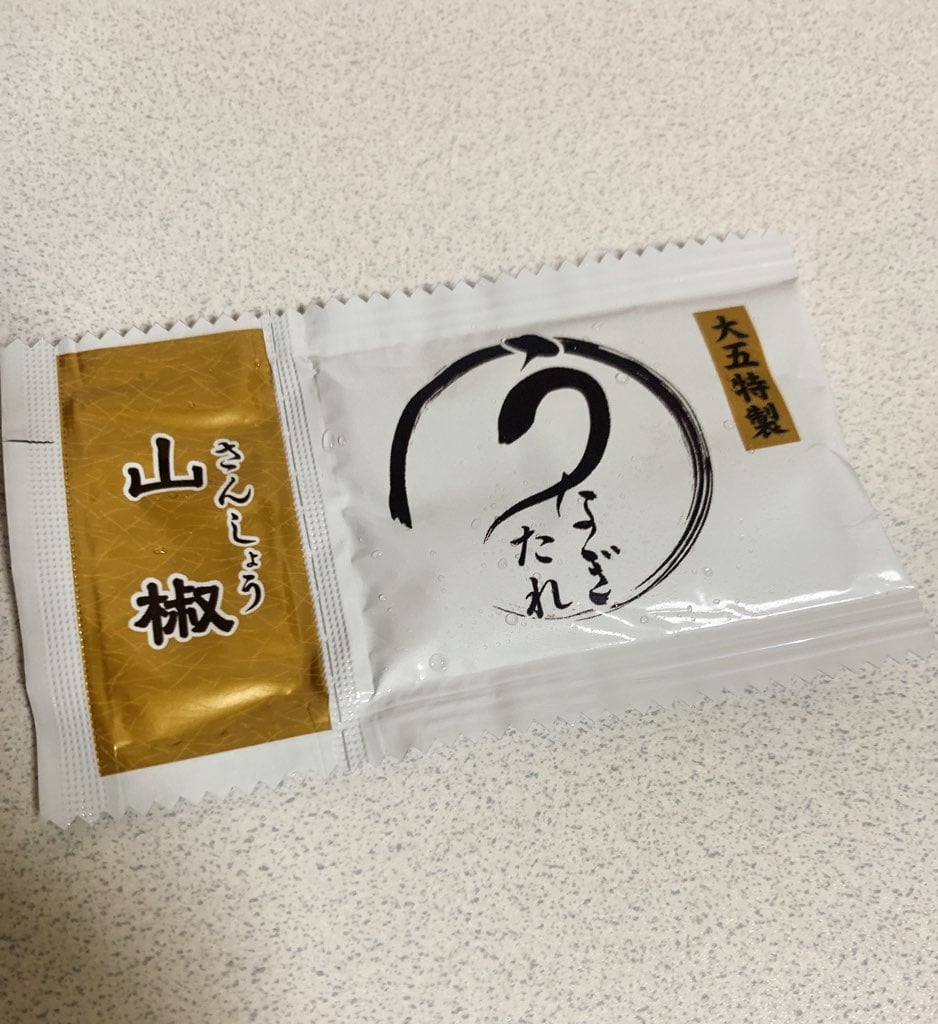 大五特製
うなぎ
たれ
さんしょう
山椒